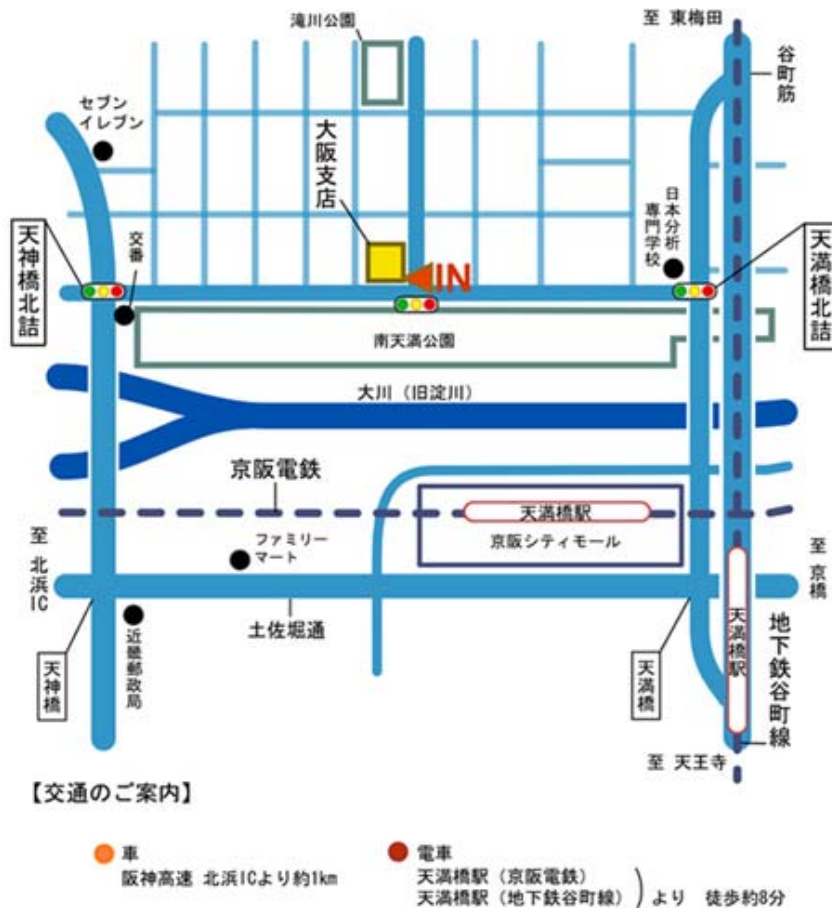 至 東梅田
滝川公園
谷町筋
セブン
イレブン
大阪支店
日本分析
専門学校
天神橋北詰
交番
IN
天満橋北詰
南天満公園
大川（旧淀川）
京阪電鉄
天満橋駅
京阪シティモール
ファミリー
マート
至 北浜IC
至 京橋
土佐堀通
天神橋
近畿郵政局
天満橋
天満橋駅
地下鉄谷町線
至 天王寺
【交通のご案内】
車
阪神高速 北浜ICより約1km
電車
天満橋駅（京阪電鉄）
天満橋駅（地下鉄谷町線）
より 徒歩約8分